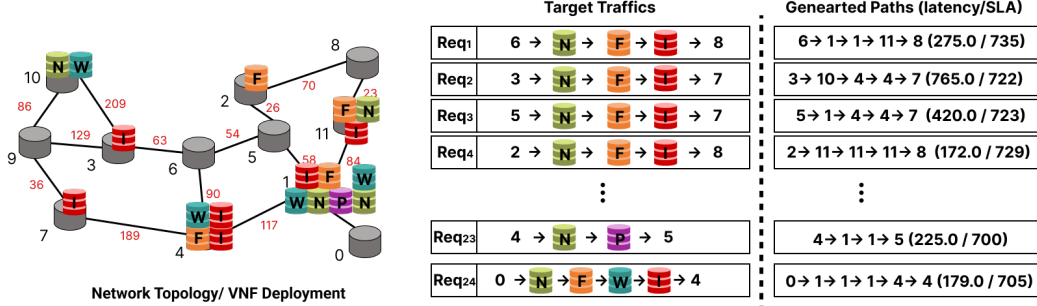 Target Traffics
Genearted Paths (latency/SLA)
Req1 6 → N → F → I → 8
6→ 1→ 1→ 11→ 8 (275.0 / 735)
Req2 3 → N → F → I → 7
3→ 10→ 4→ 4→ 7 (765.0 / 722)
Req3 5 → N → F → I → 7
5→ 1→ 4→ 4→ 7 (420.0 / 723)
Req4 2 → N → F → I → 8
2→ 11→ 11→ 11→ 8 (172.0 / 729)
Req23 4 → N → P → 5
4→ 1→ 1→ 5 (225.0 / 700)
Req24 0 → N → F → W → I → 4
0→ 1→ 1→ 1→ 4→ 4 (179.0 / 705)
8
N W
10
F
2
70
23
86
209
26
F N
11
I
129
I
3
63
54
9
6
5
58
84
36
I
90
1
I F W
W N P N
7
189
W I
F I
4
117
0
Network Topology/ VNF Deployment